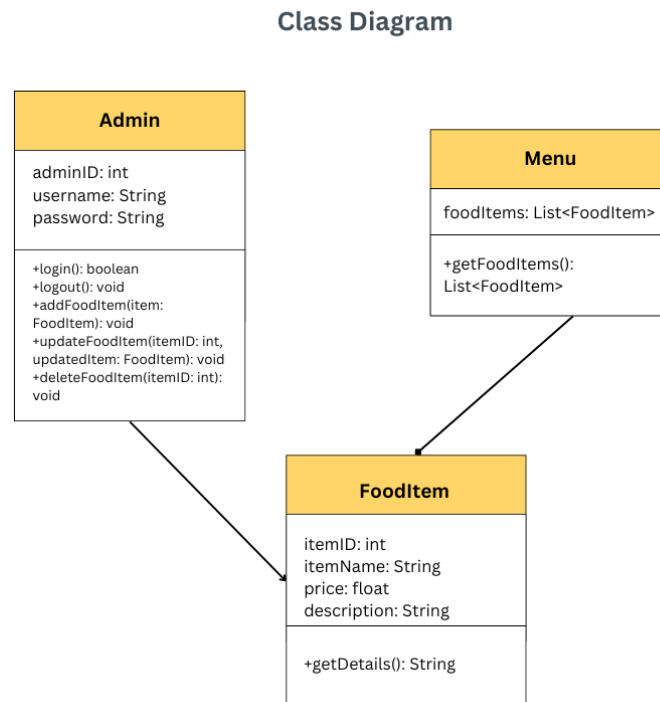 Class Diagram
Admin
adminID: int
username: String
password: String
+login(): boolean
+logout(): void
+addFoodItem(item:
FoodItem): void
+updateFoodItem(itemID: int,
updatedItem: FoodItem): void
+deleteFoodItem(itemID: int):
void
Menu
foodItems: List<FoodItem>
+getFoodItems():
List<FoodItem>
FoodItem
itemID: int
itemName: String
price: float
description: String
+getDetails(): String